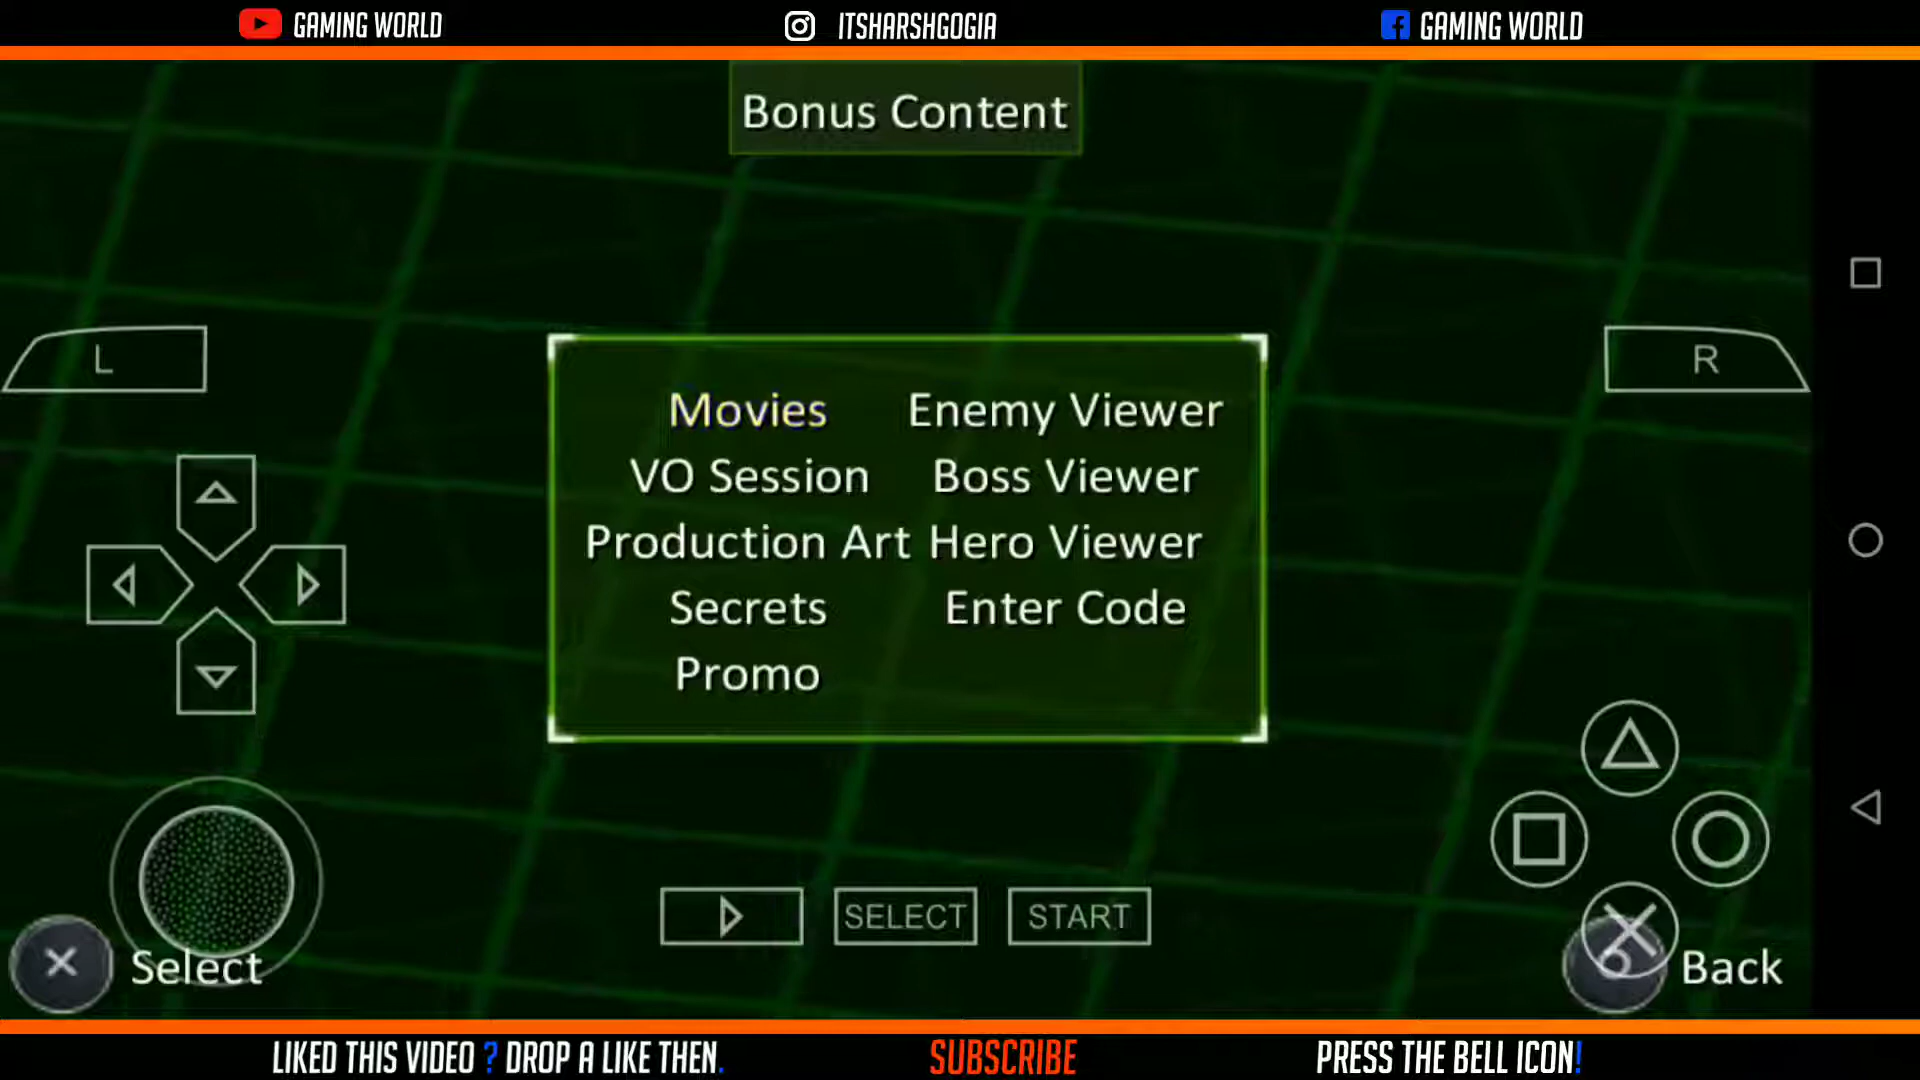 GAMING WORLD
ITSHARSHGOGIA
GAMING WORLD
Bonus Content
L
R
Movies
Enemy Viewer
VO Session
Boss Viewer
Production Art
Hero Viewer
Secrets
Enter Code
Promo
SELECT
START
Select
Back
LIKED THIS VIDEO ? DROP A LIKE THEN.
SUBSCRIBE
PRESS THE BELL ICON!